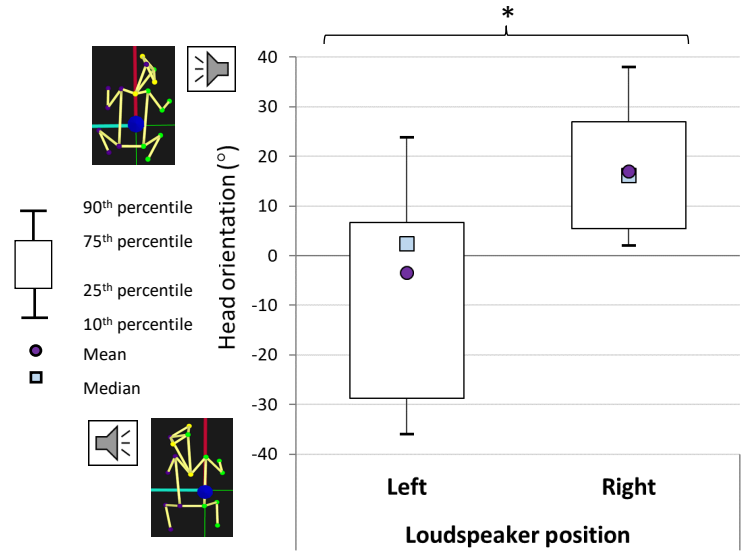 *
40
30
20
10
0
-10
-20
-30
-40
Head orientation (°)
90th percentile
75th percentile
25th percentile
10th percentile
Mean
Median
Left
Right
Loudspeaker position